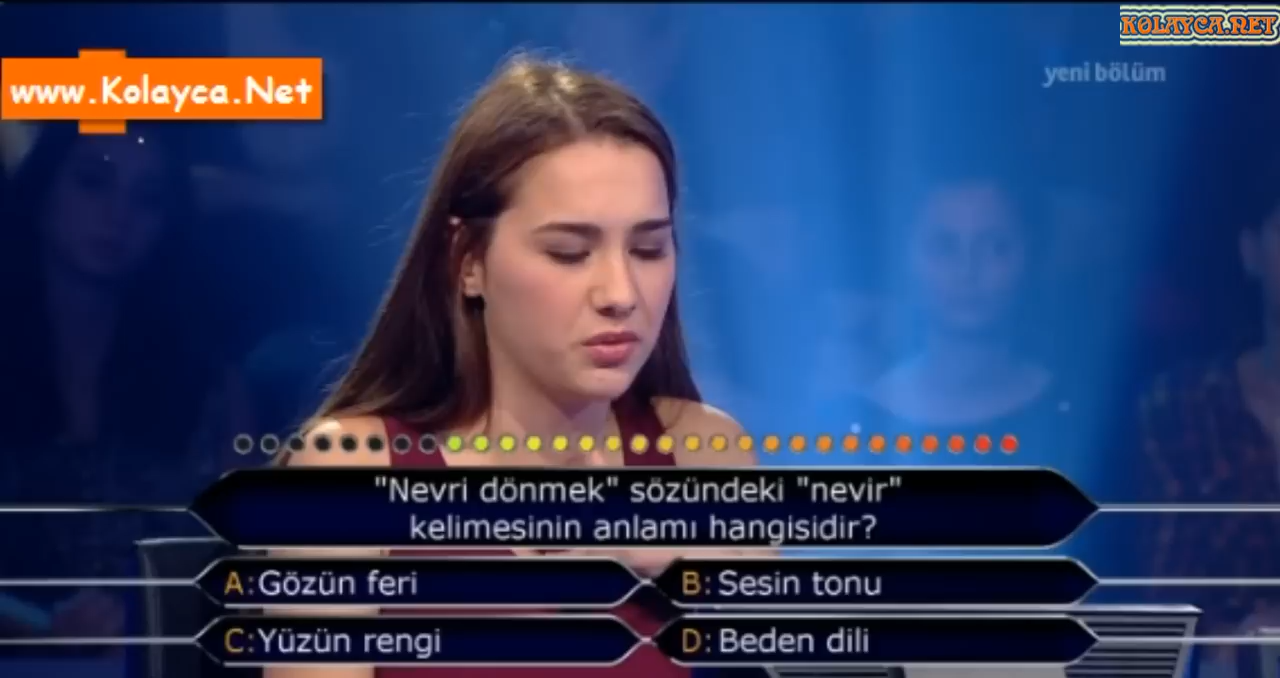 KOLAYCA.NET
yeni bölüm
www.Kolayca.Net
"Nevri dönmek" sözündeki "nevir"
kelimesinin anlamı hangisidir?
A: Gözün feri
B: Sesin tonu
C: Yüzün rengi
D: Beden dili